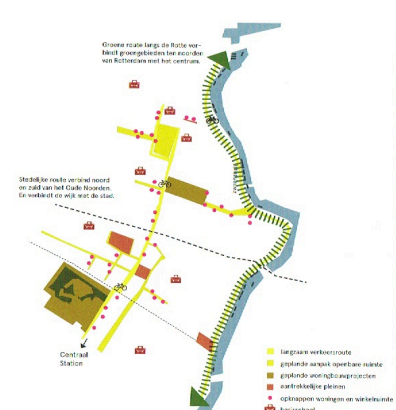 Groene route langs de Rotte ver-
bindt groengebieden ten noorden
van Rotterdam met het centrum.
Stedelijke route verbind noord
en zuid van het Oude Noorden.
En verbindt de wijk met de stad.
Centraal
Station
langzaam verkeersroute
geplande aanpak openbare ruimte
geplande woningbouwprojecten
aantrekkelijke pleinen
opknappen woningen en winkelruimte